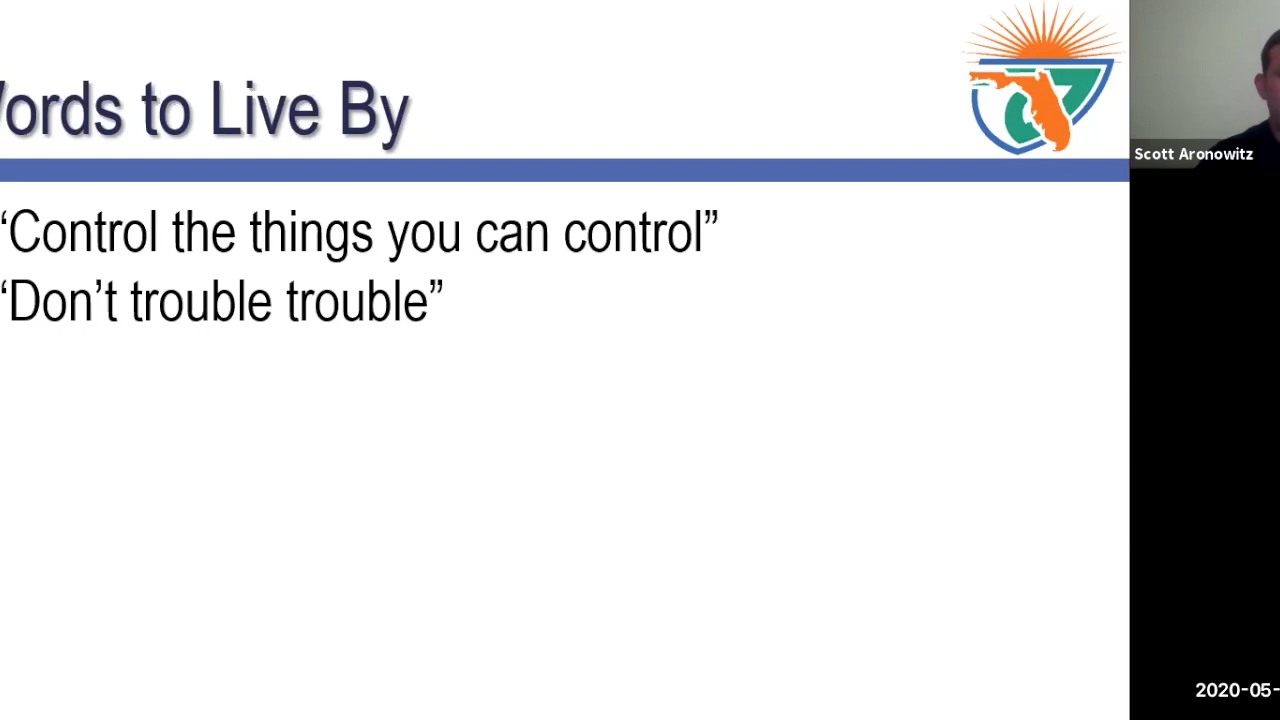 ords to Live By
“Control the things you can control”
“Don’t trouble trouble”
Scott Aronowitz
2020-05-